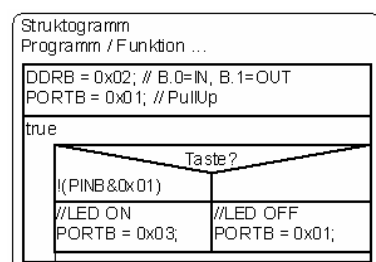 Struktogramm
Programm / Funktion ...
DDRB = 0x02; // B.0=IN, B.1=OUT
PORTB = 0x01; // PullUp
true
Taste?
!(PINB&0x01)
//LED ON
PORTB = 0x03;
//LED OFF
PORTB = 0x01;